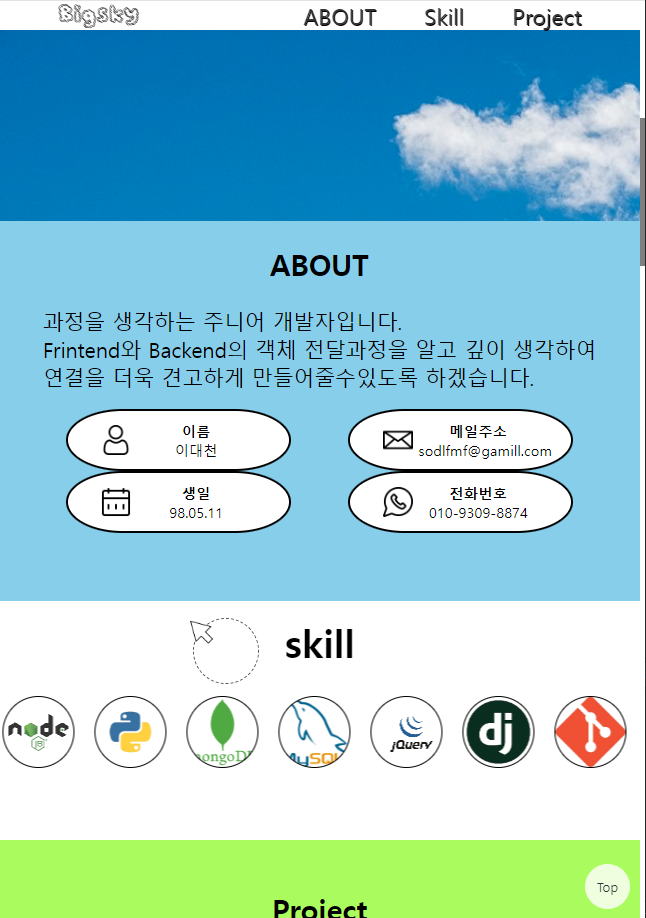 Bigsky ABOUT Skill Project
ABOUT
과정을 생각하는 주니어 개발자입니다.
Frintend와 Backend의 객체 전달과정을 알고 깊이 생각하여
연결을 더욱 견고하게 만들어줄수있도록 하겠습니다.
이름
이대천
메일주소
sodlfmf@gamill.com
생일
98.05.11
전화번호
010-9309-8874
skill
node
JS
mongoDB
MySQL
jQuery
dj
Top
Project